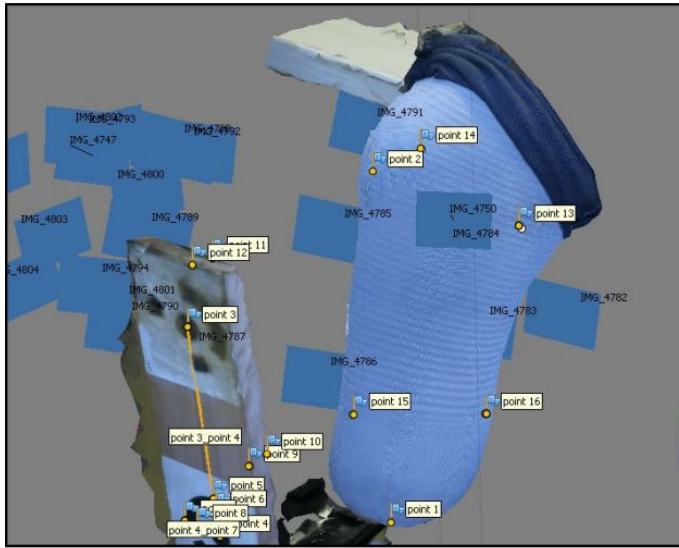 IMG_4791
IMG_4793
IMG_4792
IMG_4747
point 14
point 2
IMG_4800
IMG_4803
IMG_4789
IMG_4785
IMG_4750
point 13
IMG_4784
point 11
point 12
IMG_4804
IMG_4794
IMG_4801
IMG_4790
IMG_4782
IMG_4783
point 3
IMG_4787
IMG_4786
point 15
point 16
point 3_point 4
point 10
point 9
point 5
point 6
point 8
point 1
point 4_point 7
point 4